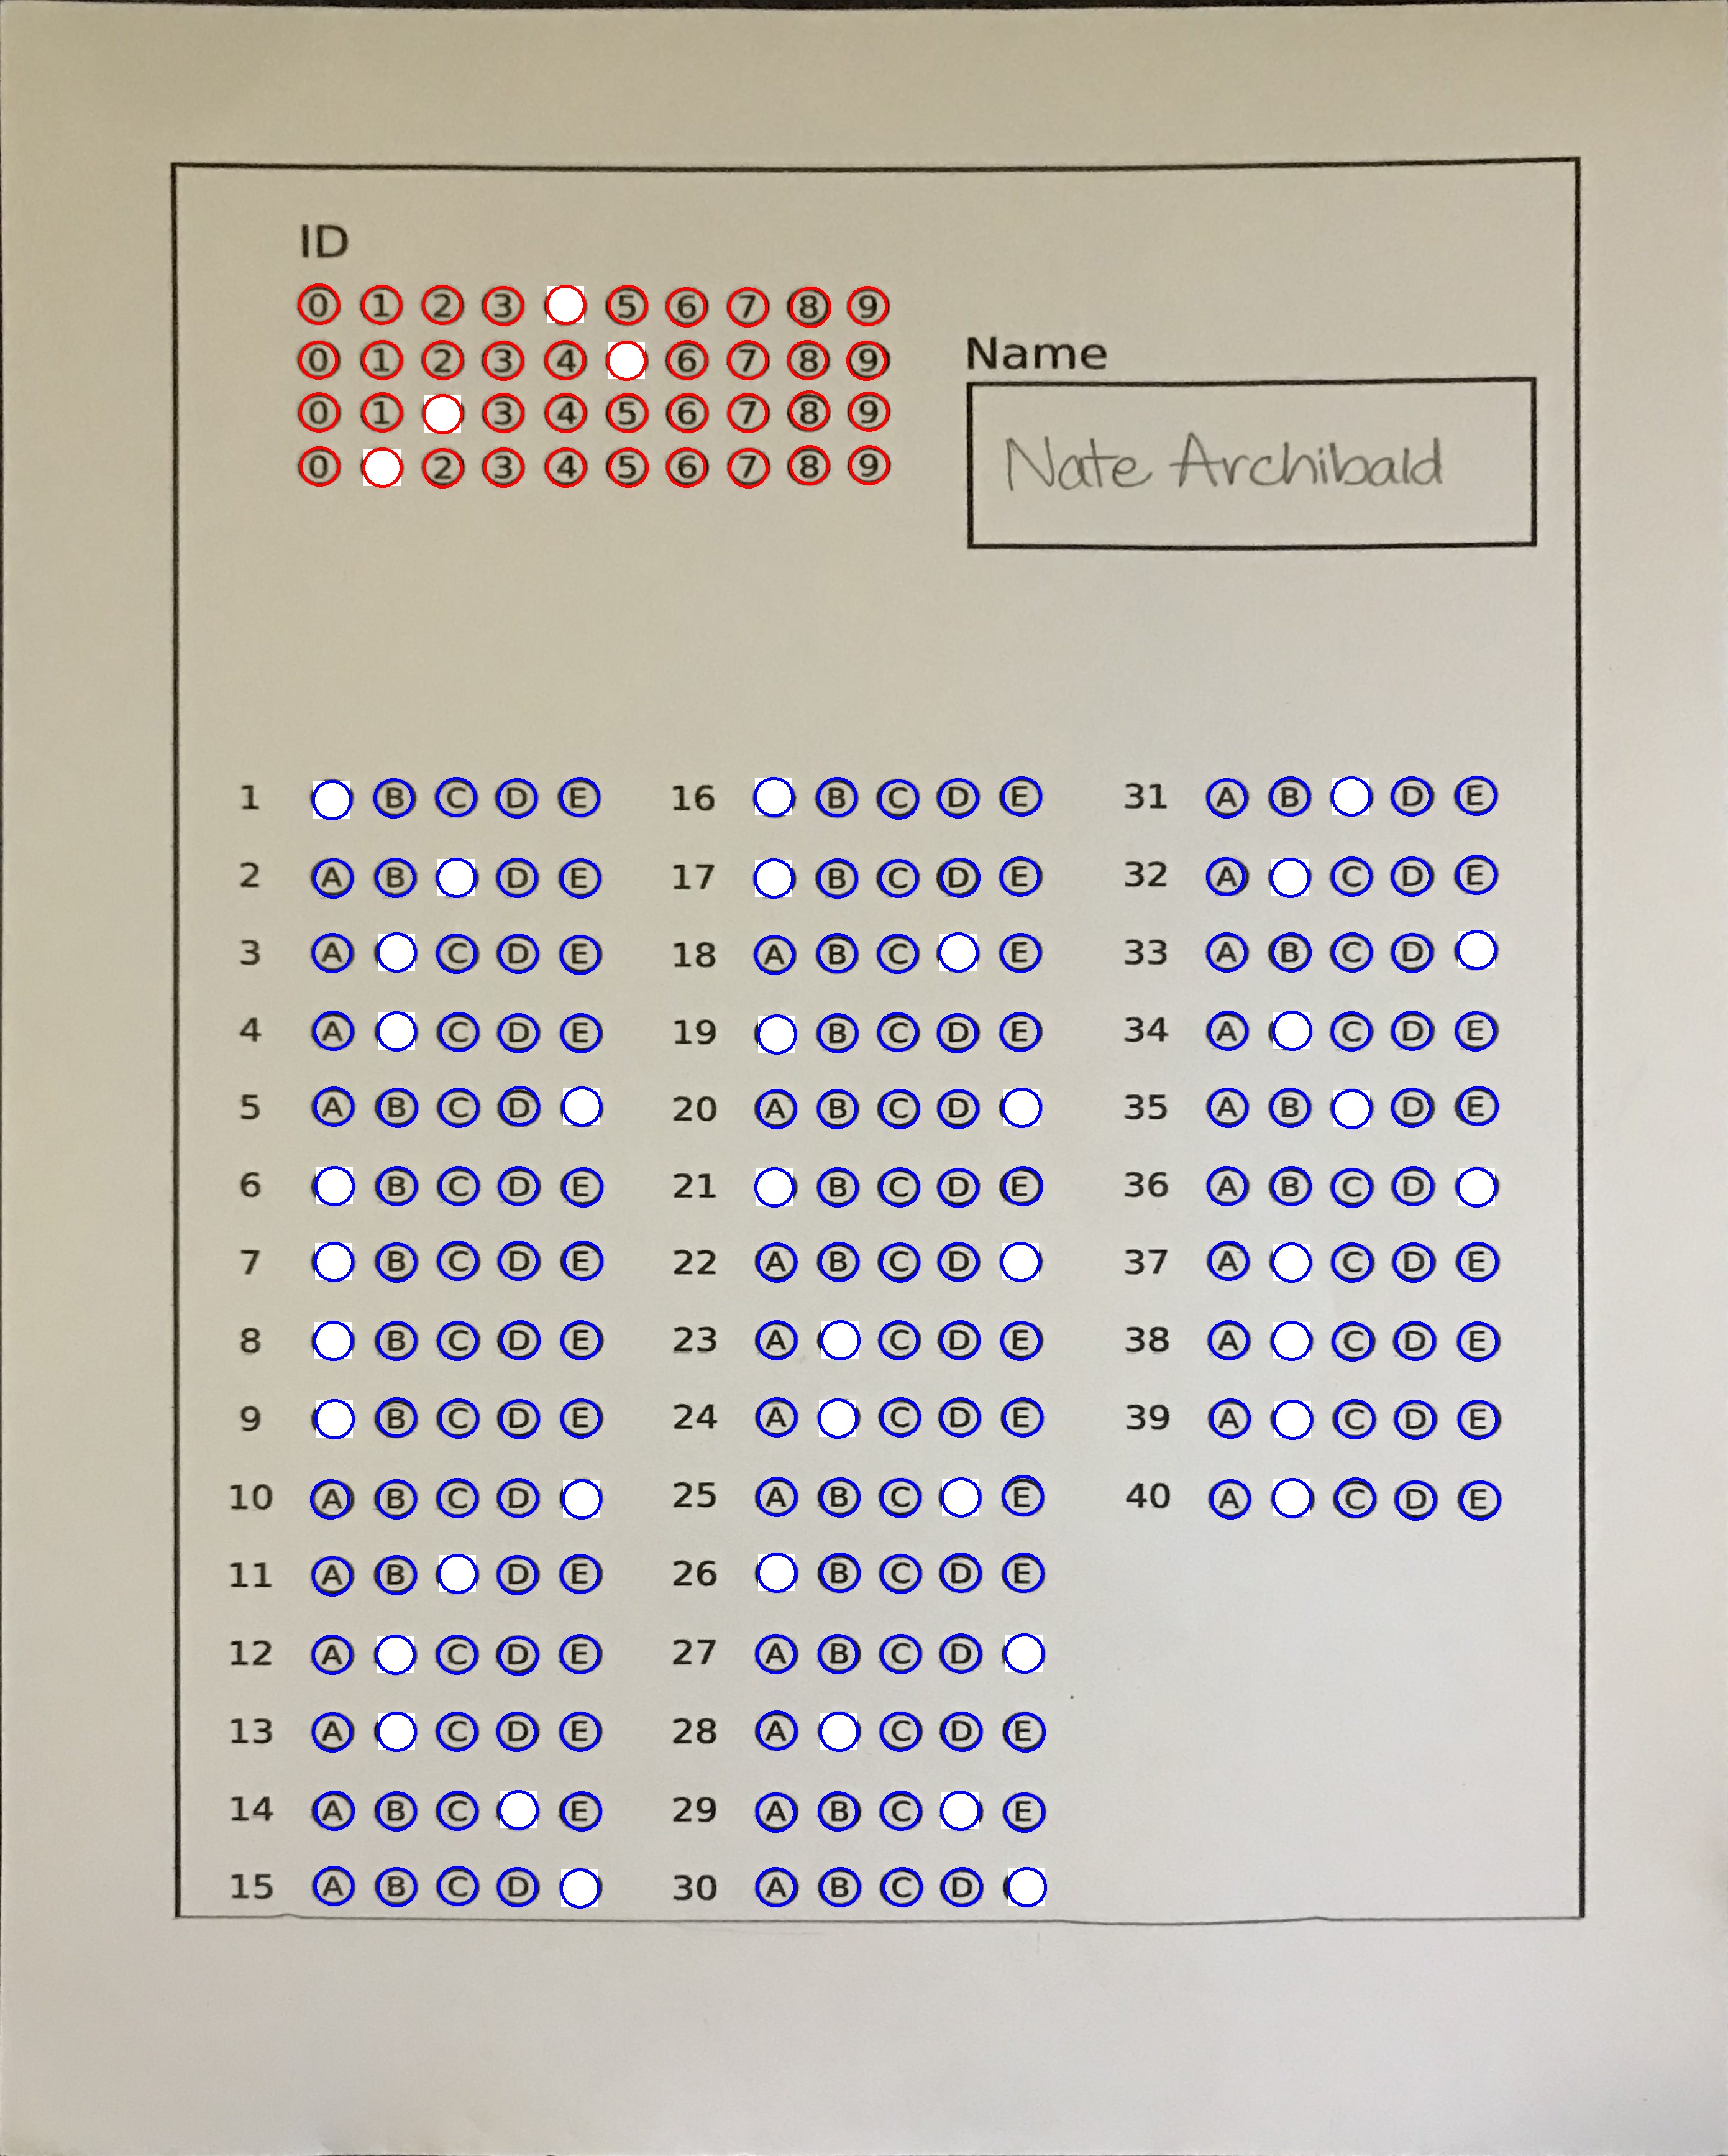 ID
0 1 2 3 5 6 7 8 9
0 1 2 3 4 6 7 8 9
0 1 3 4 5 6 7 8 9
0 2 3 4 5 6 7 8 9
Name
Nate Archibald
1 B C D E
2 A B D E
3 A C D E
4 A C D E
5 A B C D
6 B C D E
7 B C D E
8 B C D E
9 B C D E
10 A B C D
11 A B D E
12 A C D E
13 A C D E
14 A B C E
15 A B C D
16 B C D E
17 B C D E
18 A B C E
19 B C D E
20 A B C D
21 B C D E
22 A B C D
23 A C D E
24 A C D E
25 A B C E
26 B C D E
27 A B C D
28 A C D E
29 A B C E
30 A B C D
31 A B D E
32 A C D E
33 A B C D
34 A C D E
35 A B D E
36 A B C D
37 A C D E
38 A C D E
39 A C D E
40 A C D E